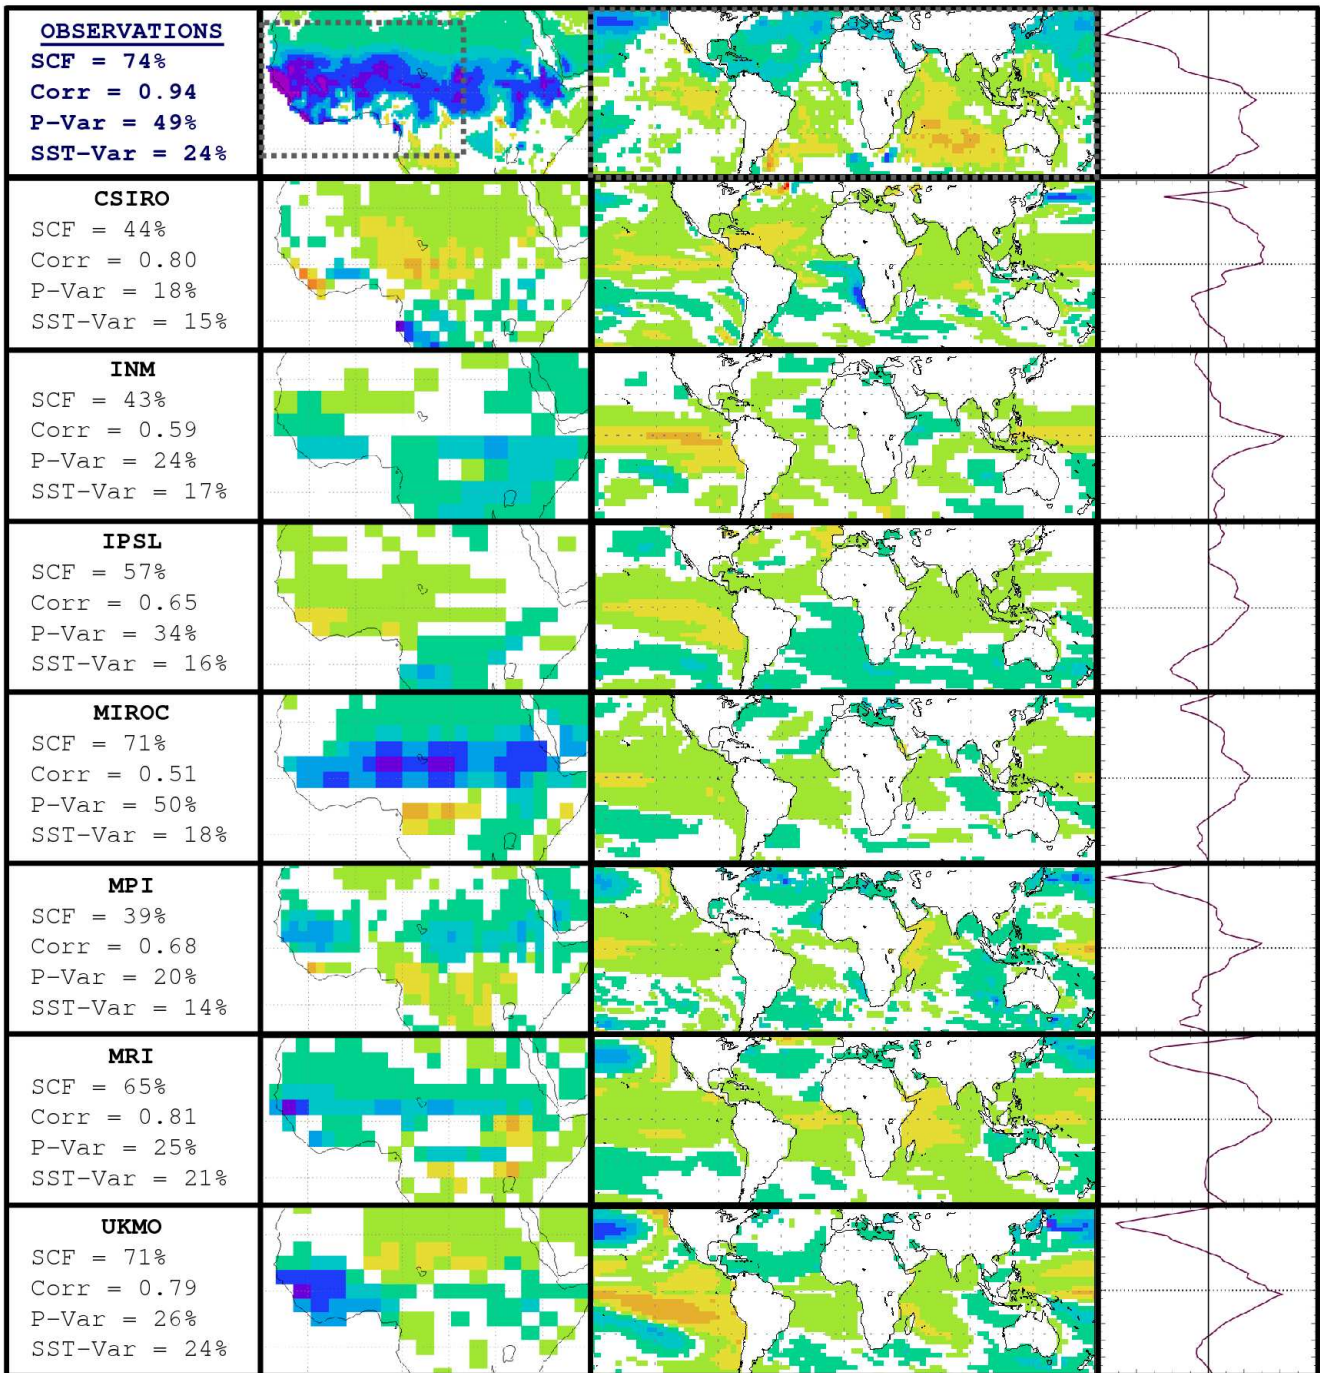 OBSERVATIONS
SCF = 74%
Corr = 0.94
P-Var = 49%
SST-Var = 24%
CSIRO
SCF = 44%
Corr = 0.80
P-Var = 18%
SST-Var = 15%
INM
SCF = 43%
Corr = 0.59
P-Var = 24%
SST-Var = 17%
IPSL
SCF = 57%
Corr = 0.65
P-Var = 34%
SST-Var = 16%
MIROC
SCF = 71%
Corr = 0.51
P-Var = 50%
SST-Var = 18%
MPI
SCF = 39%
Corr = 0.68
P-Var = 20%
SST-Var = 14%
MRI
SCF = 65%
Corr = 0.81
P-Var = 25%
SST-Var = 21%
UKMO
SCF = 71%
Corr = 0.79
P-Var = 26%
SST-Var = 24%